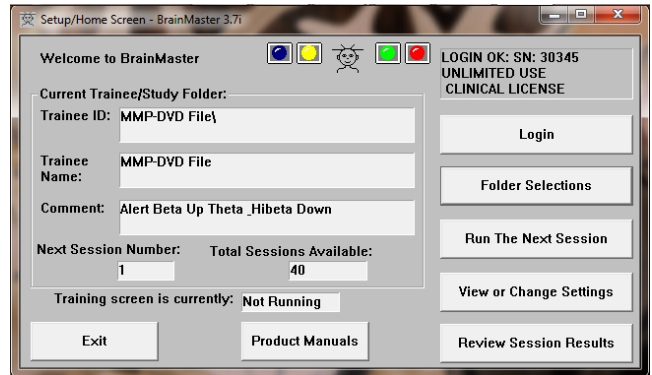 Setup/Home Screen - BrainMaster 3.7i
Welcome to BrainMaster
LOGIN OK: SN: 30345
UNLIMITED USE
CLINICAL LICENSE
Current Trainee/Study Folder:
Trainee ID: MMP-DVD File\
Trainee
Name: MMP-DVD File
Comment: Alert Beta Up Theta _Hibeta Down
Next Session Number: Total Sessions Available:
1 40
Training screen is currently: Not Running
Exit
Product Manuals
Login
Folder Selections
Run The Next Session
View or Change Settings
Review Session Results